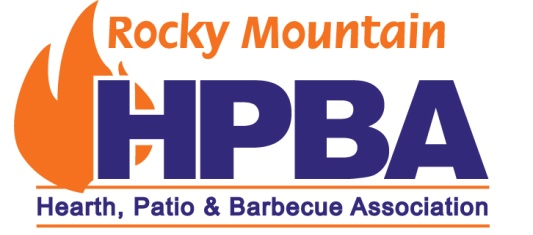 Rocky Mountain
HPBA
Hearth, Patio & Barbecue Association